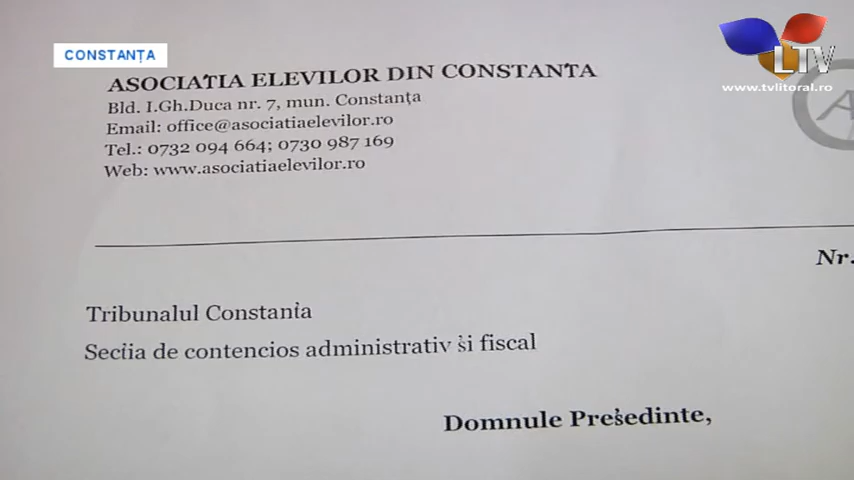 CONSTANȚA
LTV
www.tvlitoral.ro
ASOCIAȚIA ELEVILOR DIN CONSTANȚA
Bld. I.Gh.Duca nr. 7, mun. Constanța
Email: office@asociatiaelevilor.ro
Tel.: 0732 094 664; 0730 987 169
Web: www.asociatiaelevilor.ro
Nr.
Tribunalul Constanța
Secția de contencios administrativ și fiscal
Domnule Președinte,